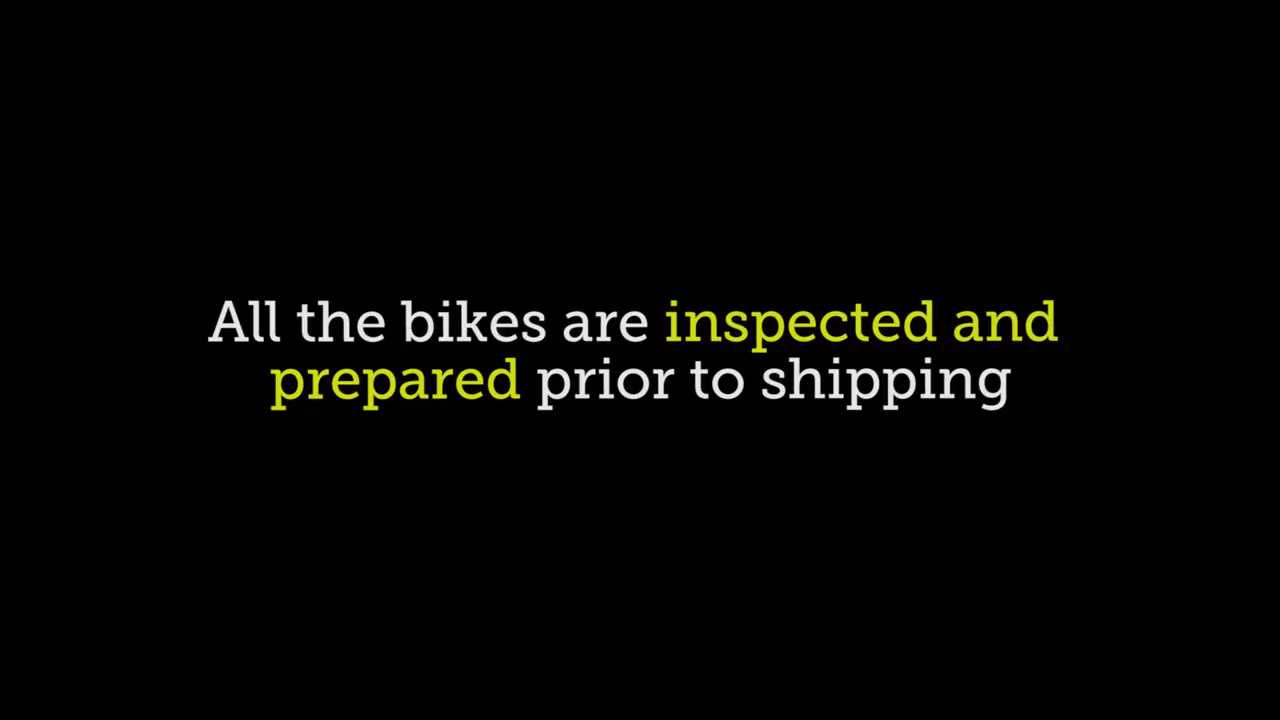 All the bikes are inspected and
prepared prior to shipping